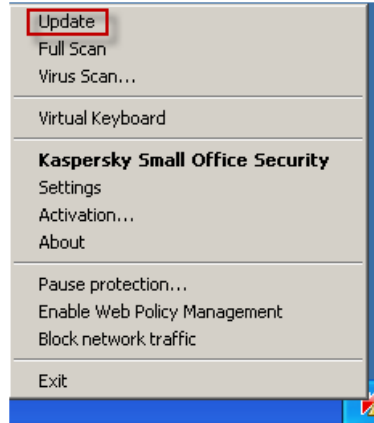 Update
Full Scan
Virus Scan...
Virtual Keyboard
Kaspersky Small Office Security
Settings
Activation...
About
Pause protection...
Enable Web Policy Management
Block network traffic
Exit